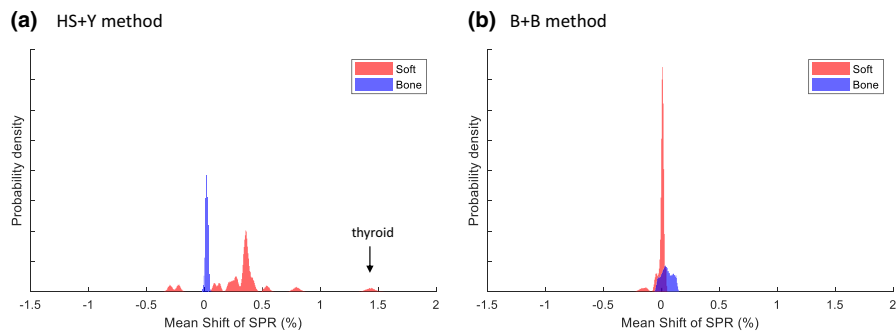 (a) HS+Y method
Soft
Bone
Probability density
thyroid
-1.5 -1 -0.5 0 0.5 1 1.5 2
Mean Shift of SPR (%)
(b) B+B method
Soft
Bone
Probability density
-1.5 -1 -0.5 0 0.5 1 1.5 2
Mean Shift of SPR (%)